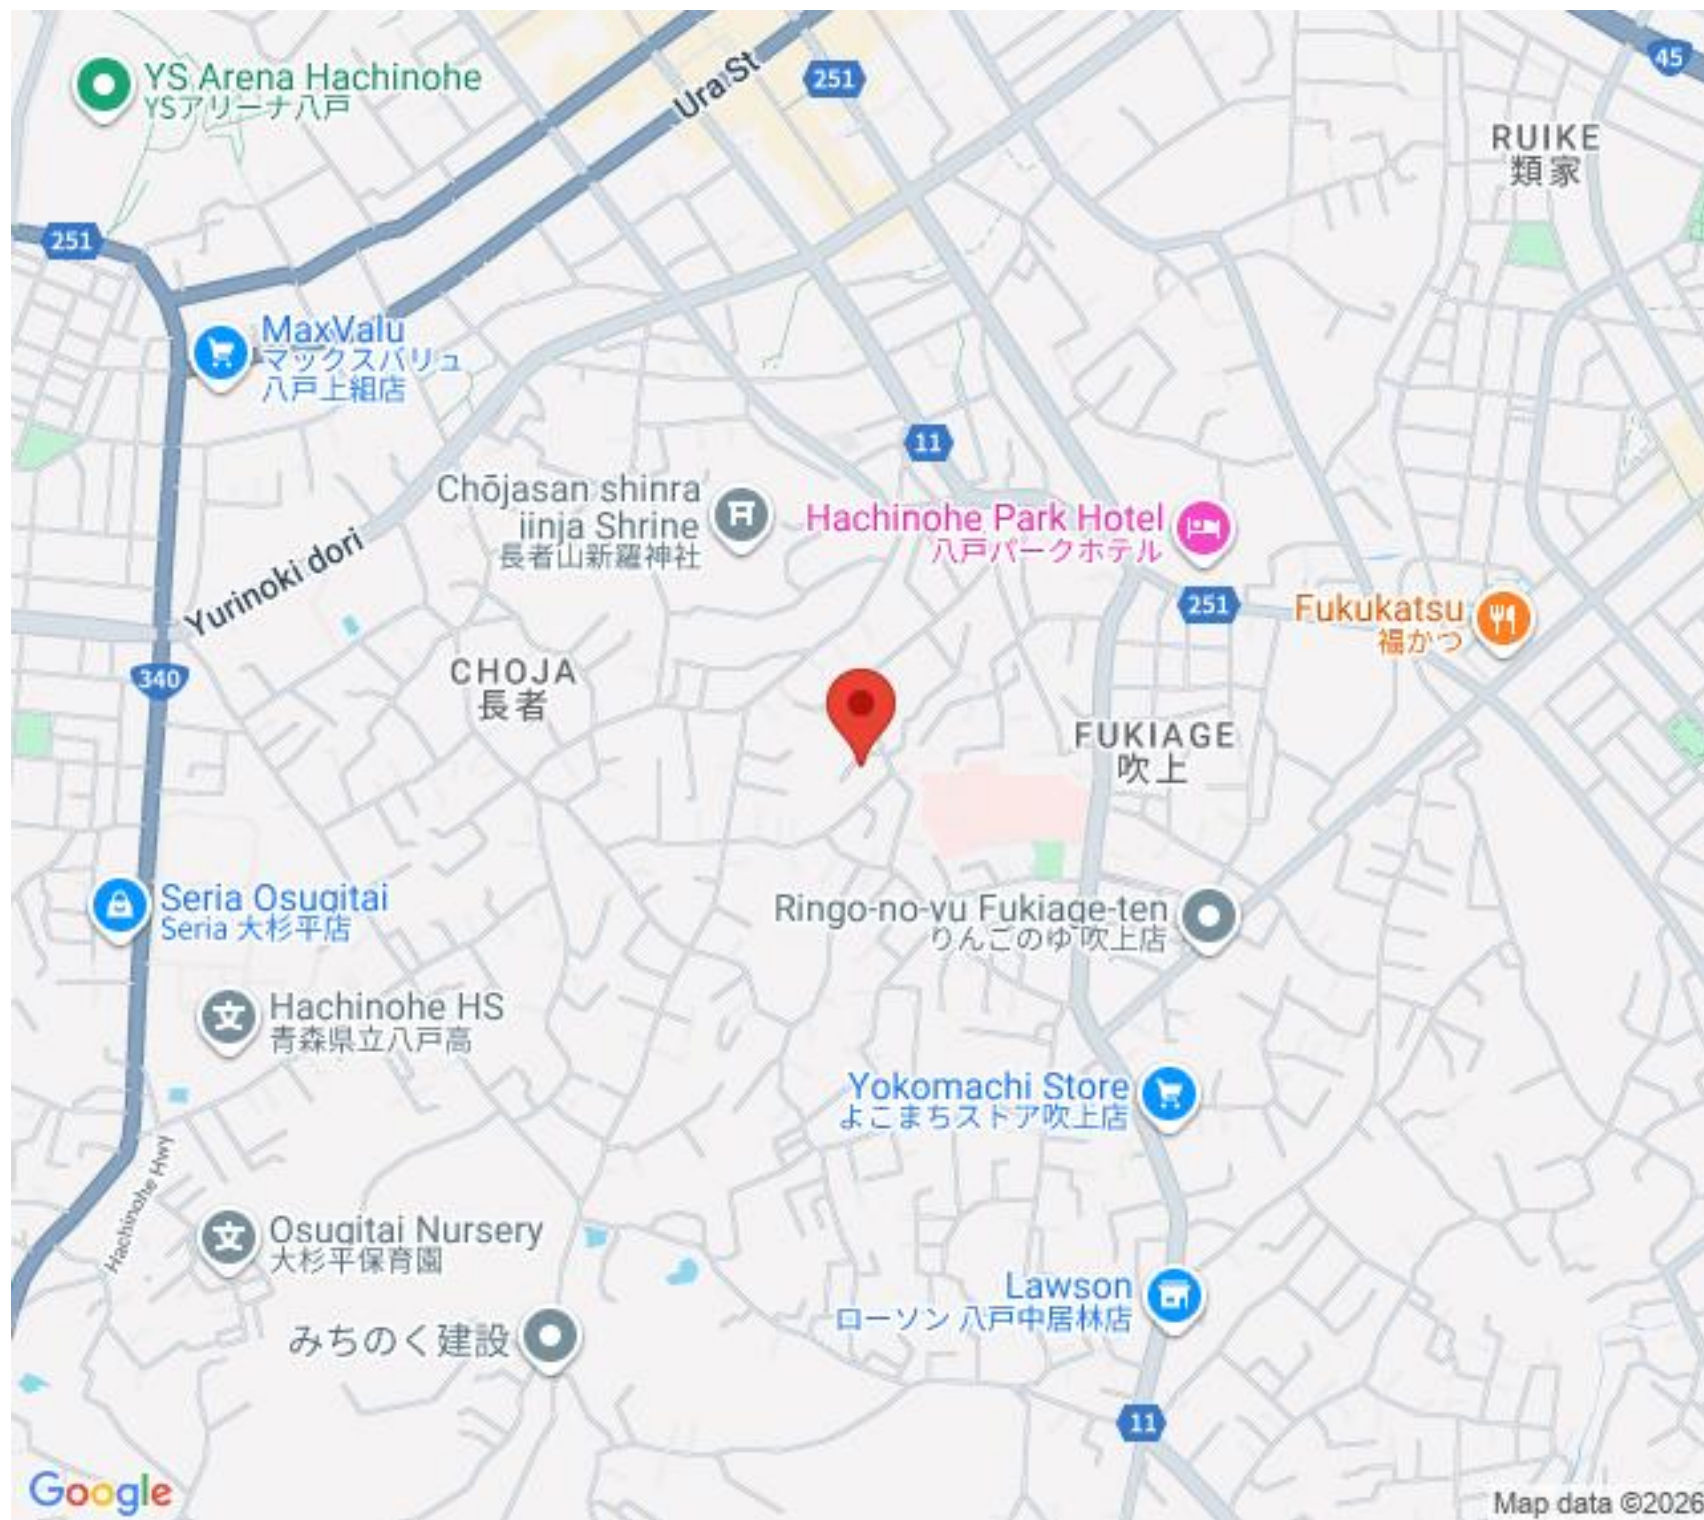 YS Arena Hachinohe
YSアリーナ八戸
Ura St
251
45
RUIKE
類家
251
MaxValu
マックスバリュ
八戸上組店
11
Chōjasan shinra
jinja Shrine
長者山新羅神社
Hachinohe Park Hotel
八戸パークホテル
Yurinoki dori
251
Fukukatsu
福かつ
340
CHOJA
長者
FUKIAGE
吹上
Seria Osugitai
Seria 大杉平店
Ringo-no-yu Fukiage-ten
りんごのゆ 吹上店
Hachinohe HS
青森県立八戸高
Yokomachi Store
よこまちストア吹上店
Hachinohe Hwy
Osugitai Nursery
大杉平保育園
Lawson
ローソン 八戸中居林店
みちのく建設
11
Google
Map data ©2026